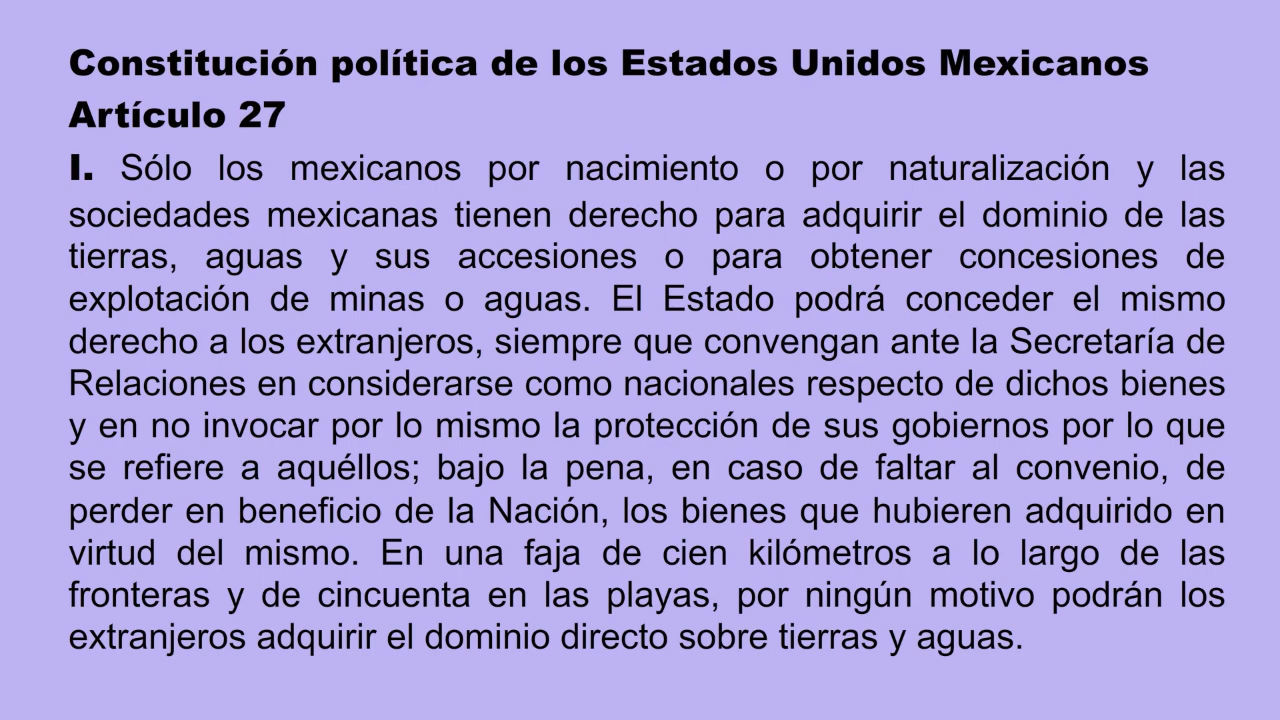 Constitución política de los Estados Unidos Mexicanos
Artículo 27
I. Sólo los mexicanos por nacimiento o por naturalización y las
sociedades mexicanas tienen derecho para adquirir el dominio de las
tierras, aguas y sus accesiones o para obtener concesiones de
explotación de minas o aguas. El Estado podrá conceder el mismo
derecho a los extranjeros, siempre que convengan ante la Secretaría de
Relaciones en considerarse como nacionales respecto de dichos bienes
y en no invocar por lo mismo la protección de sus gobiernos por lo que
se refiere a aquéllos; bajo la pena, en caso de faltar al convenio, de
perder en beneficio de la Nación, los bienes que hubieren adquirido en
virtud del mismo. En una faja de cien kilómetros a lo largo de las
fronteras y de cincuenta en las playas, por ningún motivo podrán los
extranjeros adquirir el dominio directo sobre tierras y aguas.